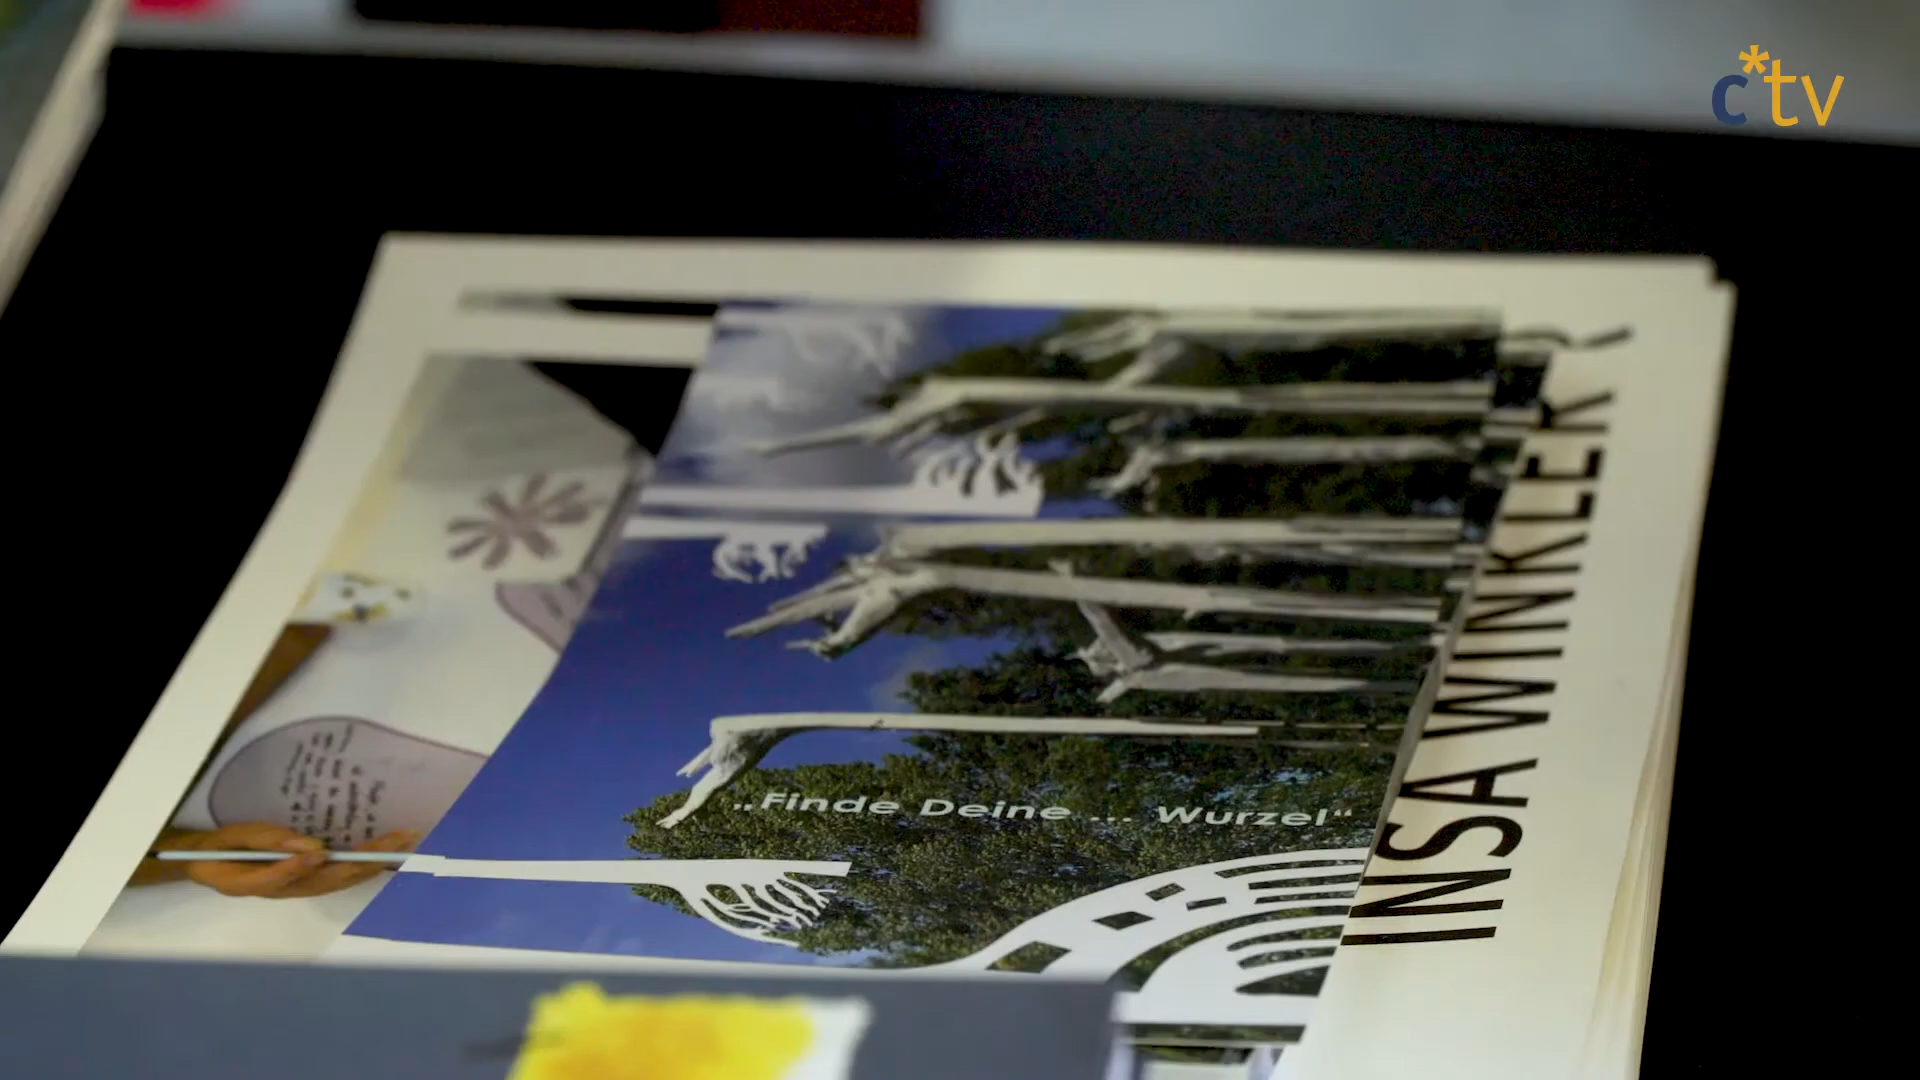 c*tv
INSA WINKLER
„Finde Deine ... Wurzel“